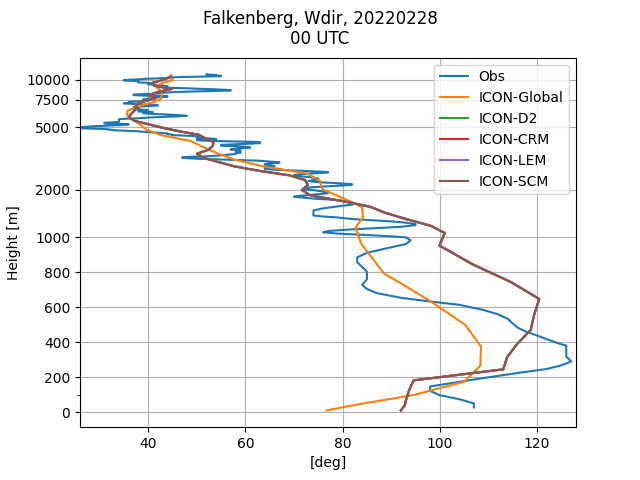 Falkenberg, Wdir, 20220228
00 UTC
Height [m]
10000
7500
5000
2000
1000
800
600
400
200
0
Obs
ICON-Global
ICON-D2
ICON-CRM
ICON-LEM
ICON-SCM
40 60 80 100 120
[deg]